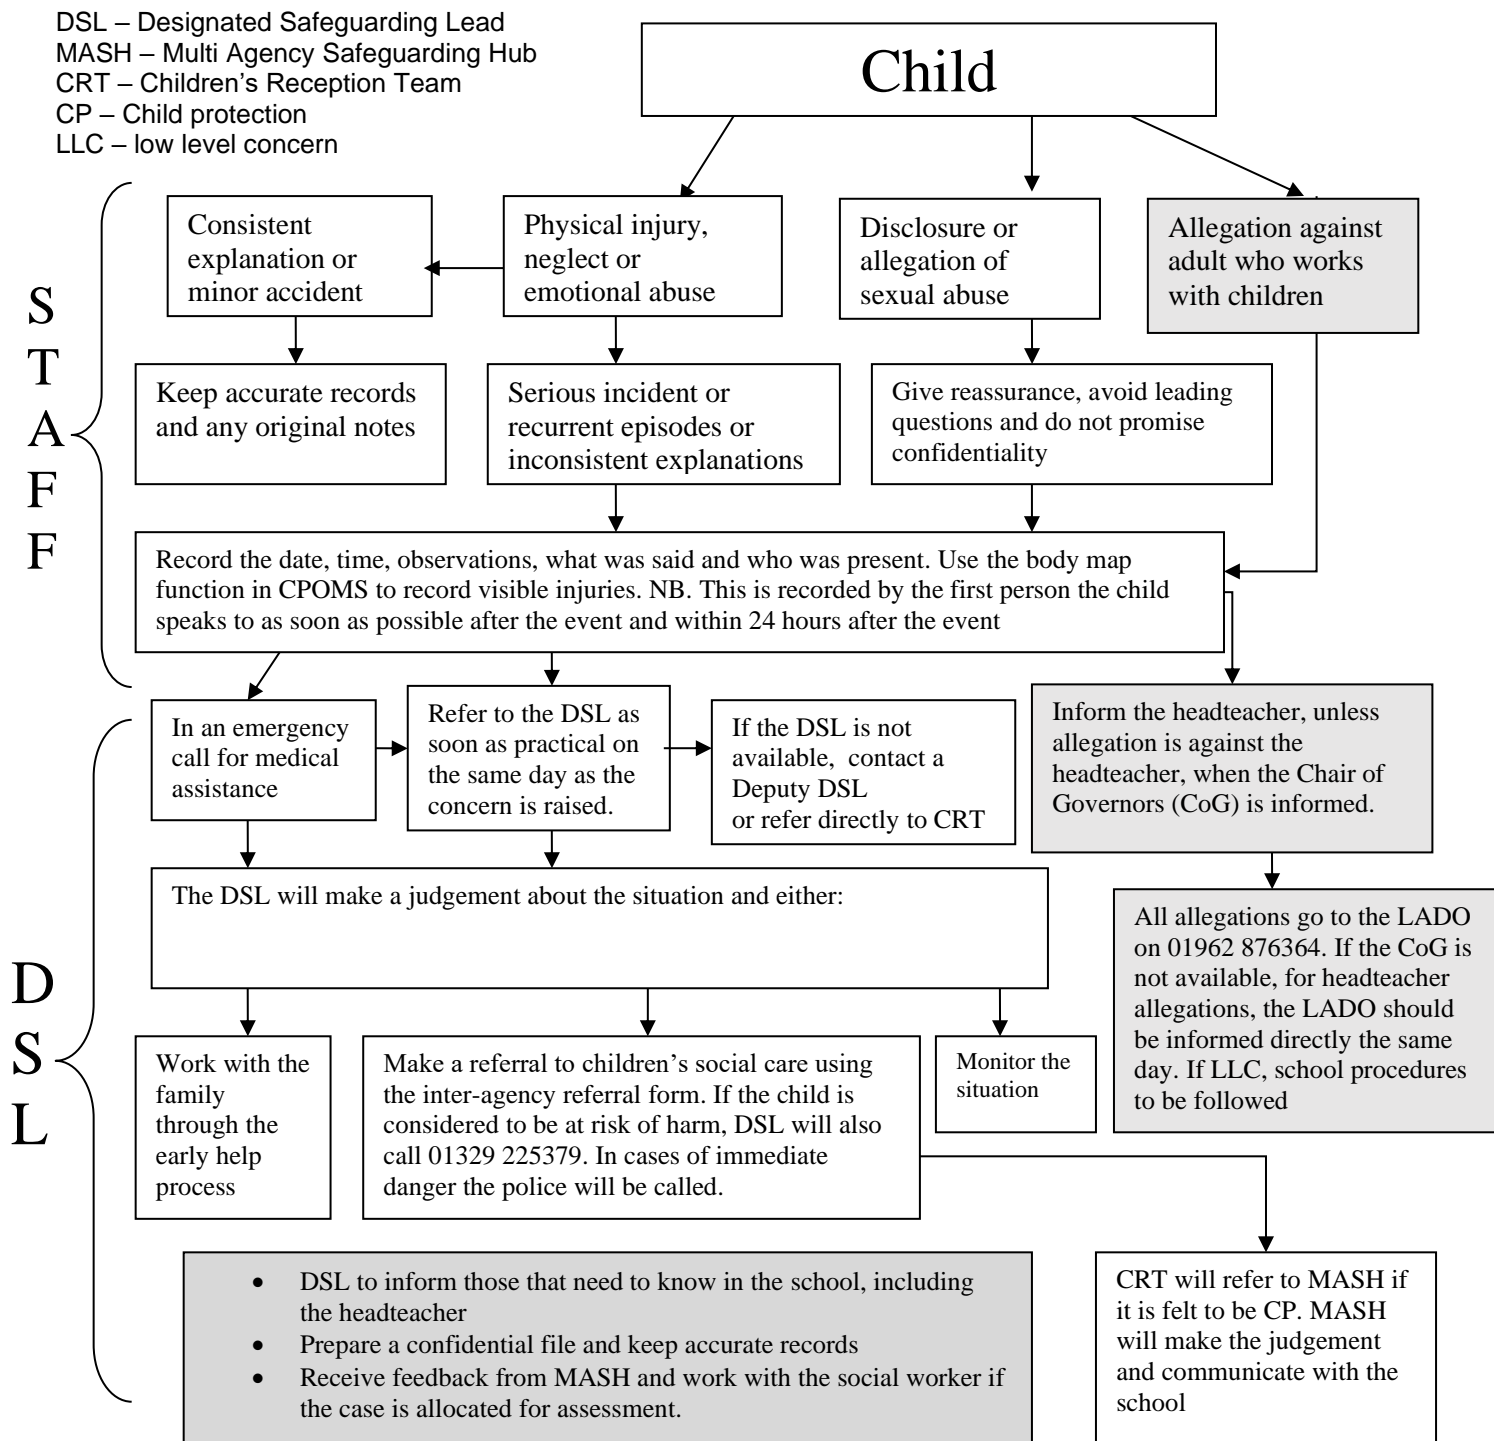 DSL – Designated Safeguarding Lead
MASH – Multi Agency Safeguarding Hub
CRT – Children's Reception Team
CP – Child protection
LLC – low level concern
Child
S
T
A
F
F
Consistent
explanation or
minor accident
Physical injury,
neglect or
emotional abuse
Disclosure or
allegation of
sexual abuse
Allegation against
adult who works
with children
Keep accurate records
and any original notes
Serious incident or
recurrent episodes or
inconsistent explanations
Give reassurance, avoid leading
questions and do not promise
confidentiality
Record the date, time, observations, what was said and who was present. Use the body map
function in CPOMS to record visible injuries. NB. This is recorded by the first person the child
speaks to as soon as possible after the event and within 24 hours after the event
D
S
L
In an emergency
call for medical
assistance
Refer to the DSL as
soon as practical on
the same day as the
concern is raised.
If the DSL is not
available,  contact a
Deputy DSL
or refer directly to CRT
Inform the headteacher, unless
allegation is against the
headteacher, when the Chair of
Governors (CoG) is informed.
The DSL will make a judgement about the situation and either:
All allegations go to the LADO
on 01962 876364. If the CoG is
not available, for headteacher
allegations, the LADO should
be informed directly the same
day. If LLC, school procedures
to be followed
Work with the
family
through the
early help
process
Make a referral to children's social care using
the inter-agency referral form. If the child is
considered to be at risk of harm, DSL will also
call 01329 225379. In cases of immediate
danger the police will be called.
Monitor the
situation
• DSL to inform those that need to know in the school, including
the headteacher
• Prepare a confidential file and keep accurate records
• Receive feedback from MASH and work with the social worker if
the case is allocated for assessment.
CRT will refer to MASH if
it is felt to be CP. MASH
will make the judgement
and communicate with the
school